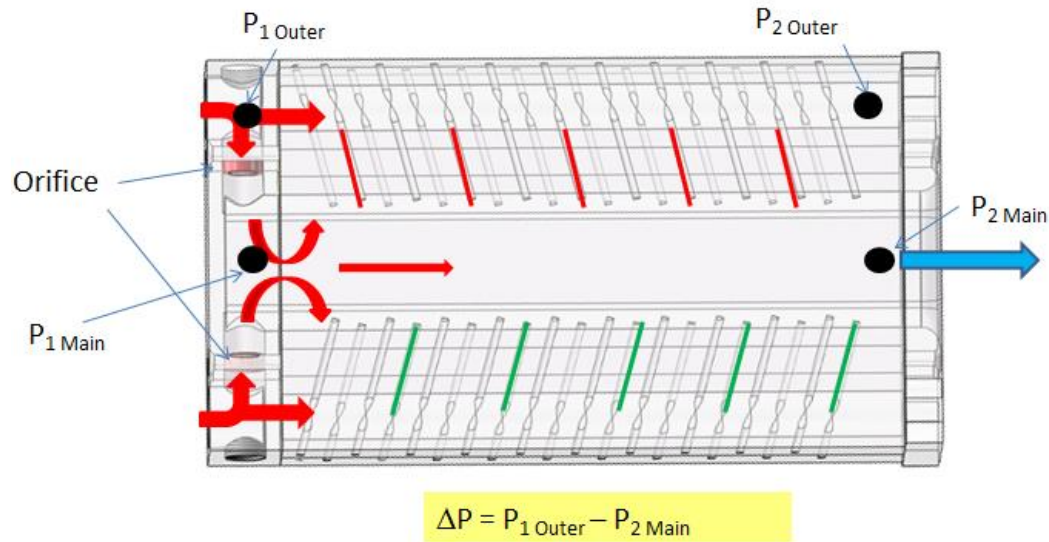 P1 Outer
P2 Outer
Orifice
P2 Main
P1 Main
ΔP = P1 Outer – P2 Main